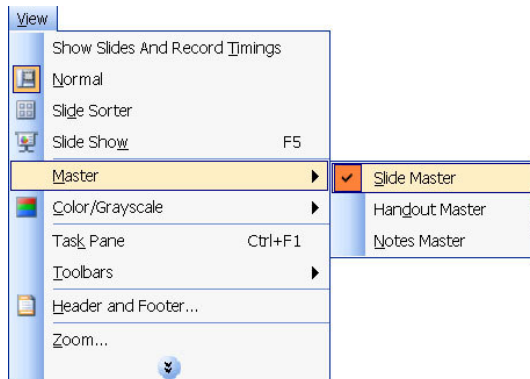 View
Show Slides And Record Timings
Normal
Slide Sorter
Slide Show F5
Master
Slide Master
Color/Grayscale
Handout Master
Task Pane Ctrl+F1
Notes Master
Toolbars
Header and Footer...
Zoom...